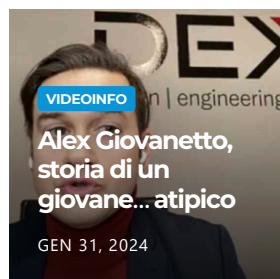 DEX
n | engineering
VIDEOINFO
Alex Giovanetto,
storia di un
giovane... atipico
GEN 31, 2024